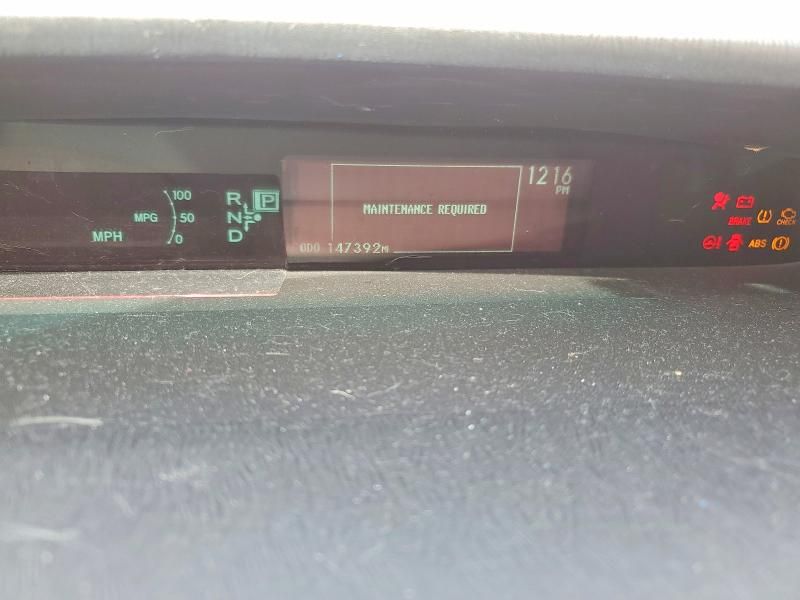 100
MPG 50
MPH 0
R P
N
D
MAINTENANCE REQUIRED
ODO 147392MI
12 16
PM
BRAKE
CHECK
ABS